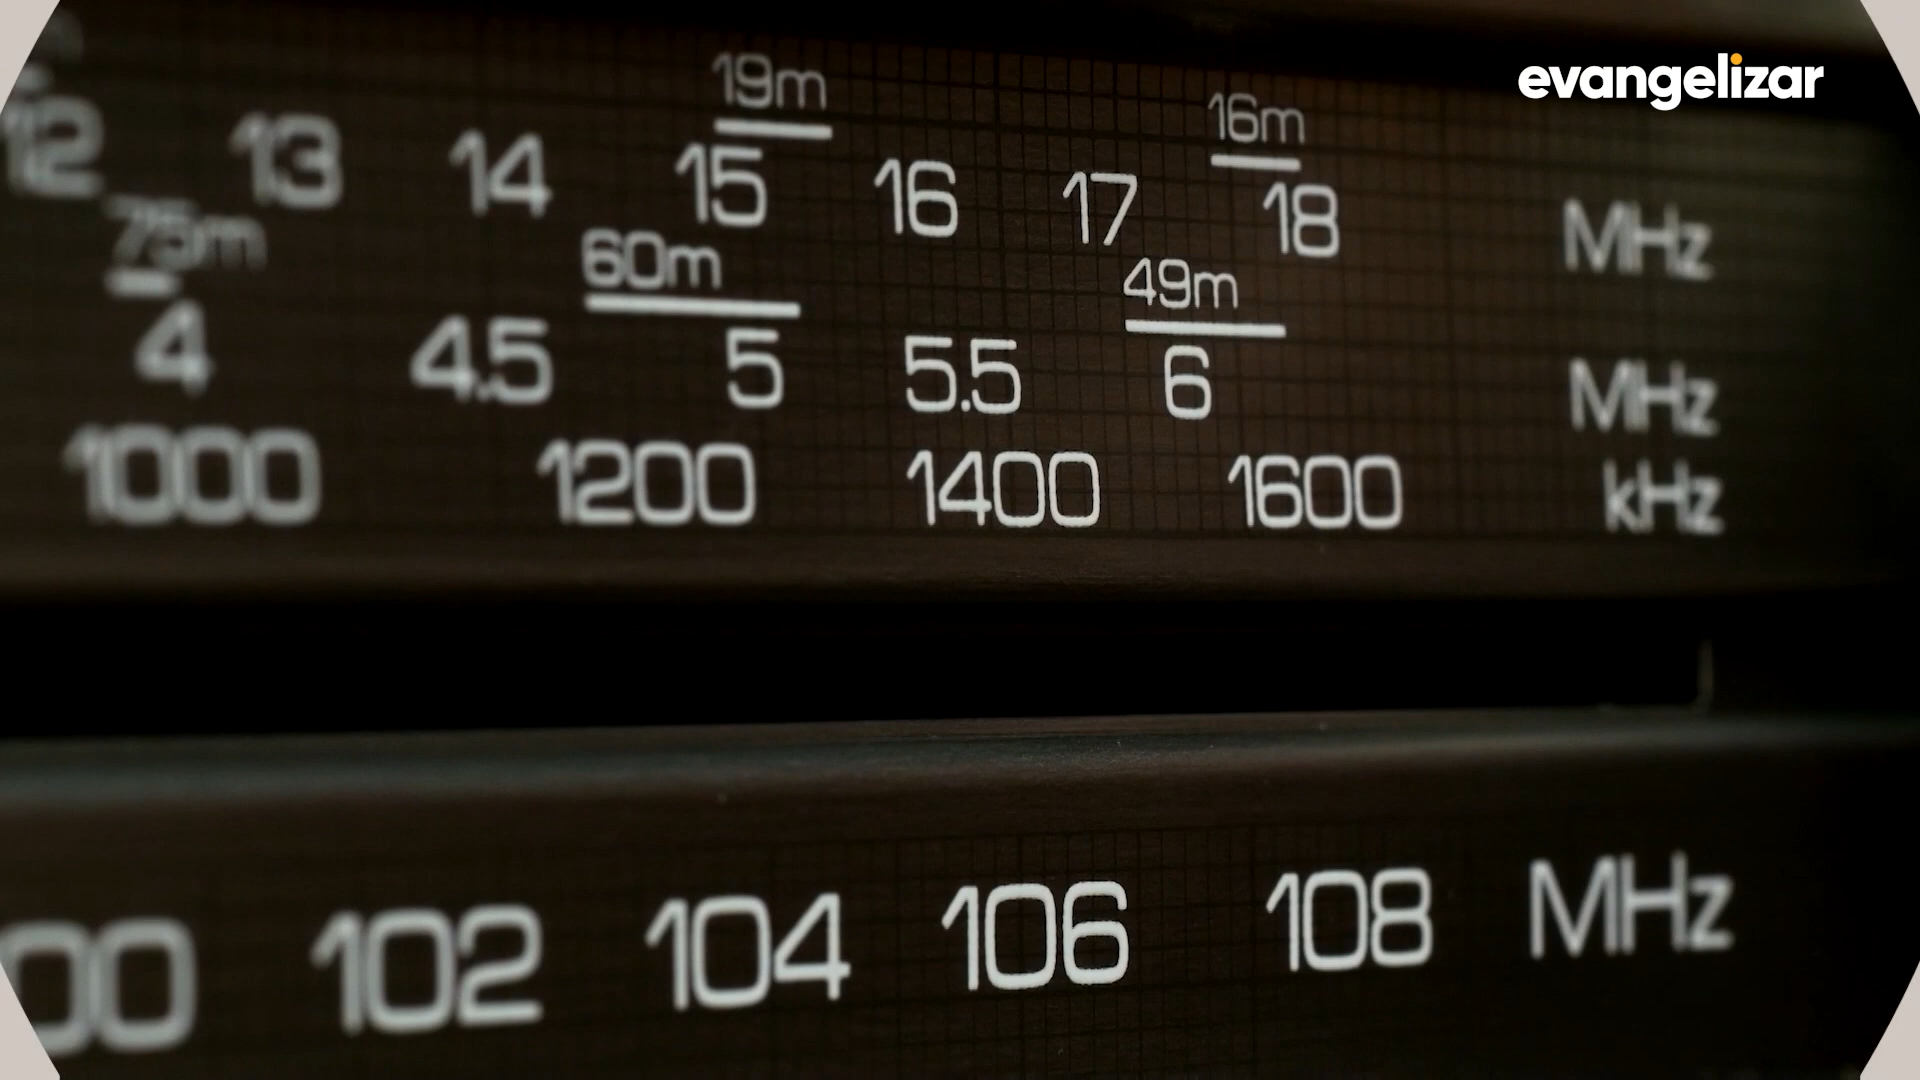 evangelizar
19m 16m
12 13 14 15 16 17 18 MHz
75m 60m 49m
4 4.5 5 5.5 6 MHz
1000 1200 1400 1600 kHz
00 102 104 106 108 MHz